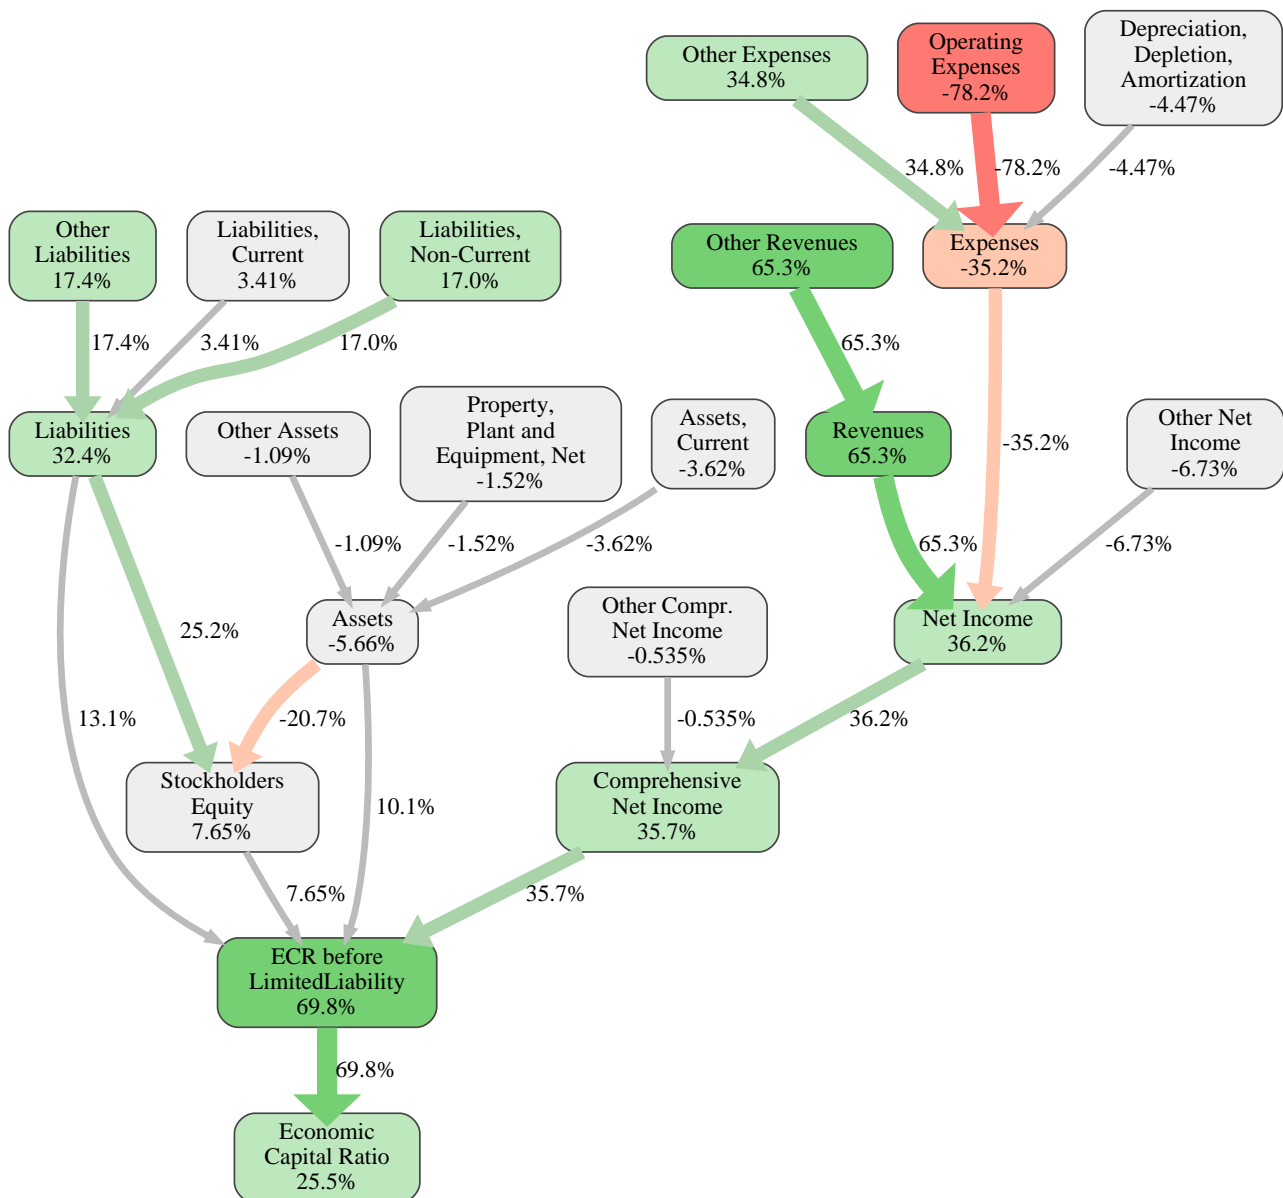 Other Expenses
34.8%
Operating
Expenses
-78.2%
Depreciation,
Depletion,
Amortization
-4.47%
34.8%
-78.2%
-4.47%
Other
Liabilities
17.4%
Liabilities,
Current
3.41%
Liabilities,
Non-Current
17.0%
Other Revenues
65.3%
Expenses
-35.2%
17.4%
3.41%
17.0%
65.3%
-35.2%
Liabilities
32.4%
Other Assets
-1.09%
Property,
Plant and
Equipment, Net
-1.52%
Assets,
Current
-3.62%
Revenues
65.3%
Other Net
Income
-6.73%
-1.09%
-1.52%
-3.62%
65.3%
-6.73%
25.2%
Assets
-5.66%
Other Compr.
Net Income
-0.535%
Net Income
36.2%
13.1%
-20.7%
-0.535%
36.2%
Stockholders
Equity
7.65%
10.1%
Comprehensive
Net Income
35.7%
7.65%
35.7%
ECR before
LimitedLiability
69.8%
69.8%
Economic
Capital Ratio
25.5%